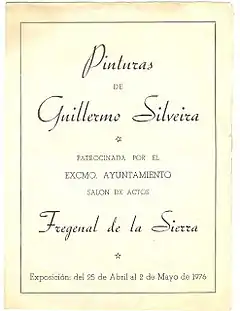 Pinturas
DE
Guillermo Silveira
PATROCINADA POR EL
EXCMO. AYUNTAMIENTO
SALON DE ACTOS
Fregenal de la Sierra
Exposición: del 25 de Abril al 2 de Mayo de 1976